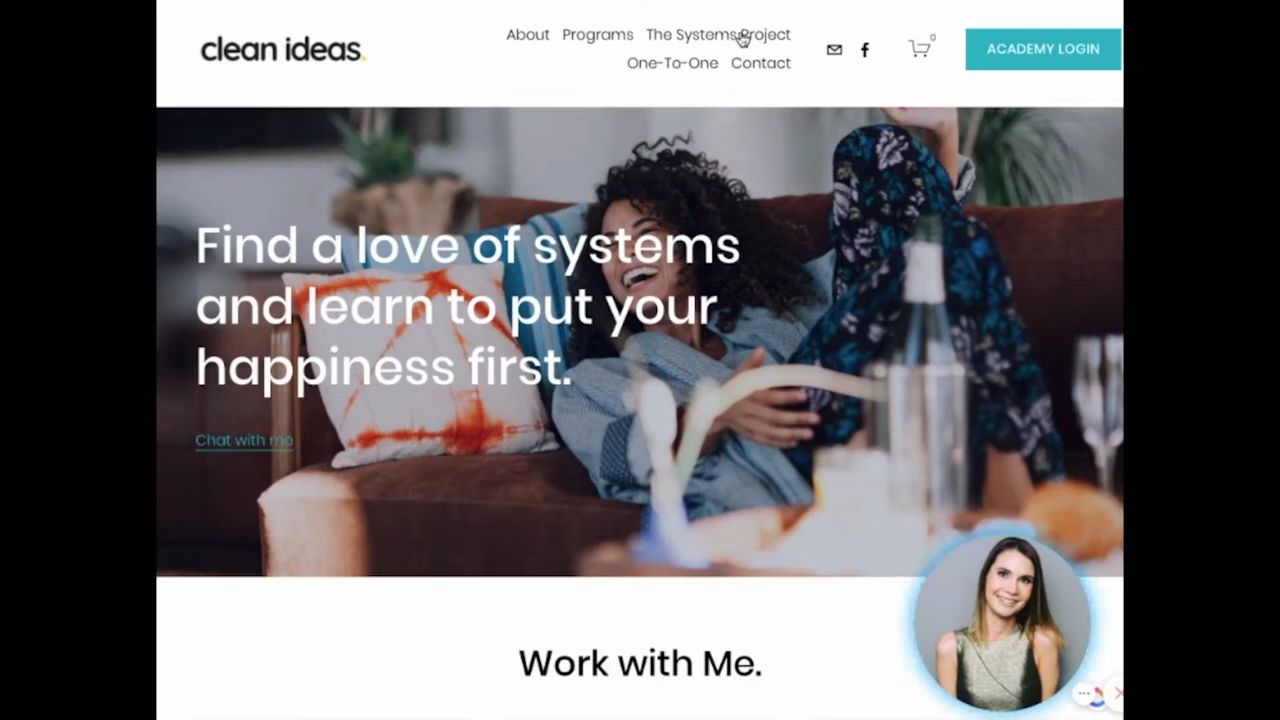 clean ideas.
About Programs The Systems Project
One-To-One Contact
0
ACADEMY LOGIN
Find a love of systems
and learn to put your
happiness first.
Chat with me
Work with Me.